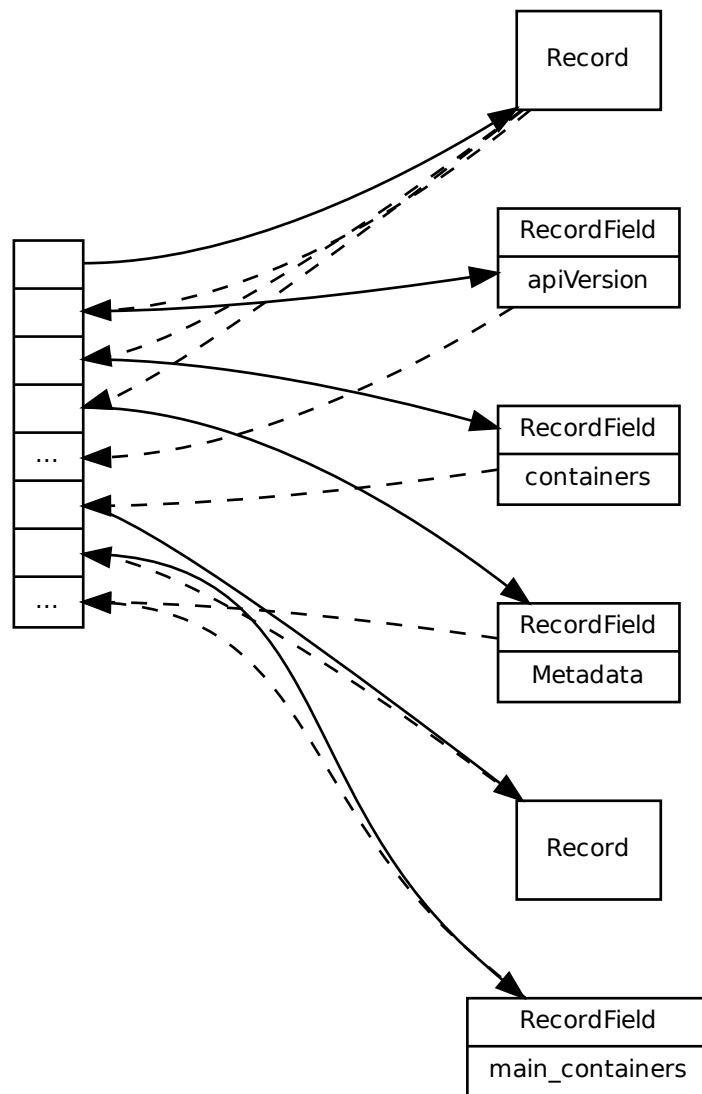 Record
RecordField
apiVersion
RecordField
containers
...
...
RecordField
Metadata
Record
RecordField
main_containers